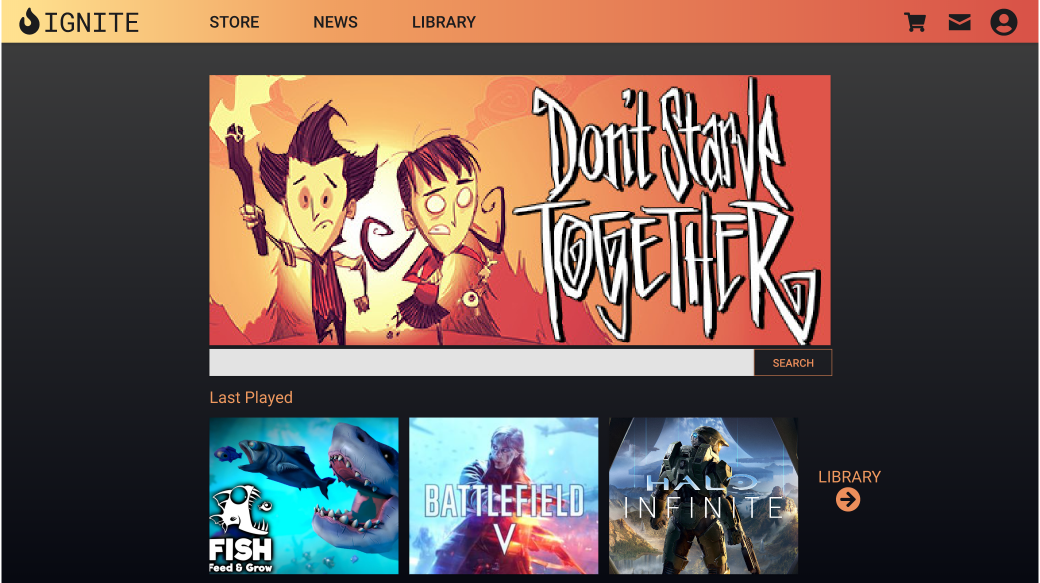 IGNITE
STORE
NEWS
LIBRARY
Don't Starve
TOGETHER
SEARCH
Last Played
FISH
Feed & Grow
BATTLEFIELD
V
HALO
INFINITE
LIBRARY